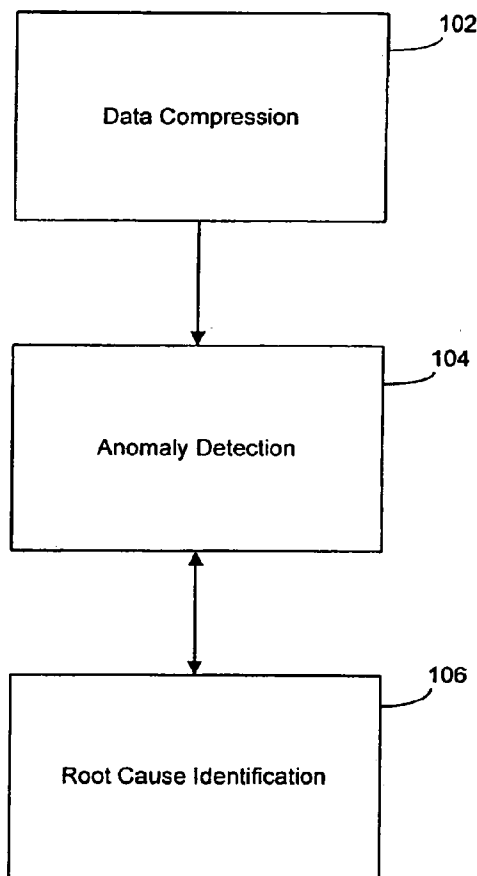 102
Data Compression
104
Anomaly Detection
106
Root Cause Identification